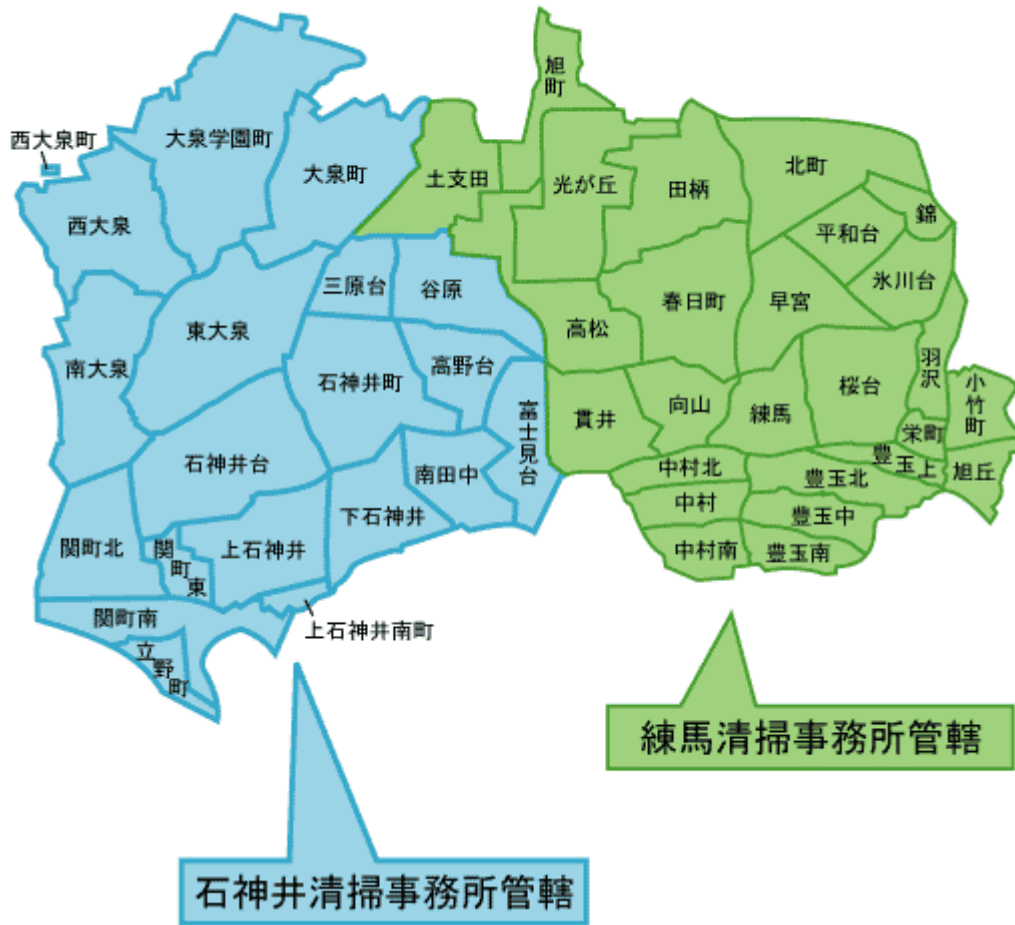 旭町
西大泉町
大泉学園町
大泉町
土支田
光が丘
田柄
北町
西大泉
平和台
錦
三原台
谷原
氷川台
東大泉
高松
春日町
早宮
南大泉
石神井町
高野台
羽沢
桜台
小竹町
貫井
向山
練馬
富士見台
栄町
石神井台
南田中
中村北
豊玉北
豊玉上
旭丘
下石神井
中村
豊玉中
関町北
関町東
上石神井
中村南
豊玉南
関町南
上石神井南町
立野町
練馬清掃事務所管轄
石神井清掃事務所管轄